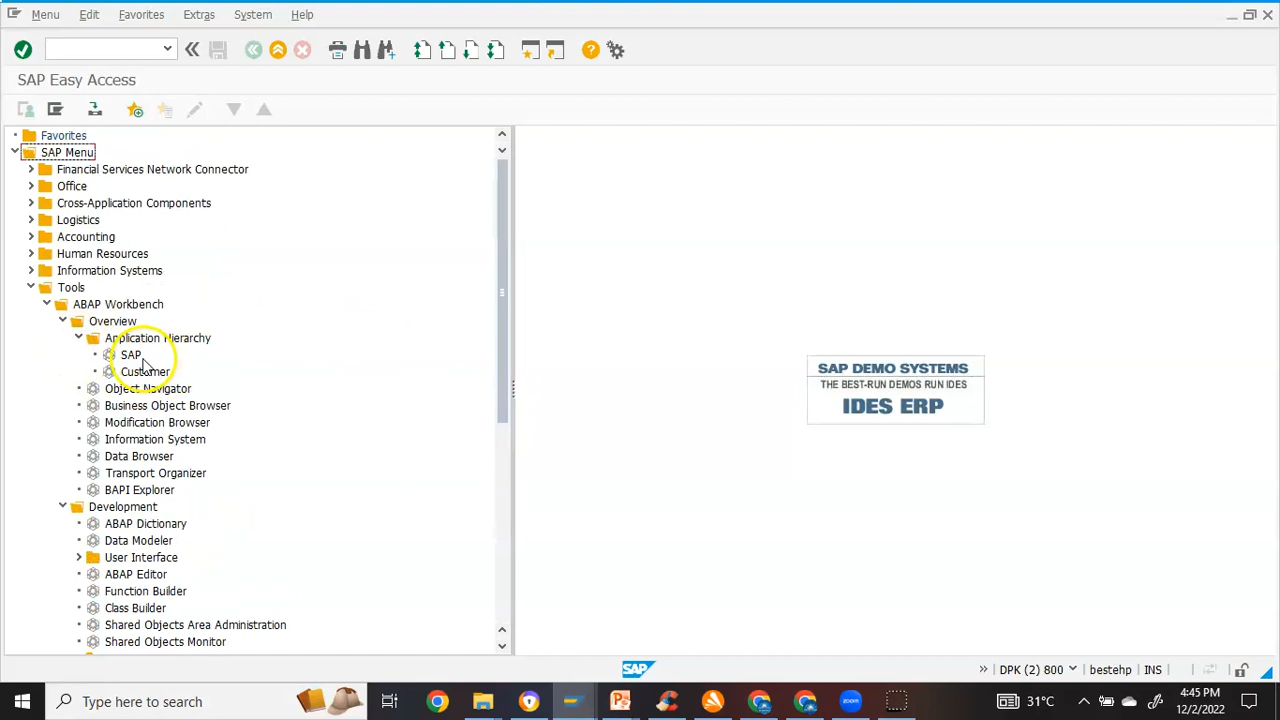 Menu Edit Favorites Extras System Help
SAP Easy Access
Favorites
SAP Menu
Financial Services Network Connector
Office
Cross-Application Components
Logistics
Accounting
Human Resources
Information Systems
Tools
ABAP Workbench
Overview
Application Hierarchy
SAP
Customer
Object Navigator
Business Object Browser
Modification Browser
Information System
Data Browser
Transport Organizer
BAPI Explorer
Development
ABAP Dictionary
Data Modeler
User Interface
ABAP Editor
Function Builder
Class Builder
Shared Objects Area Administration
Shared Objects Monitor
SAP DEMO SYSTEMS
THE BEST-RUN DEMOS RUN IDES
IDES ERP
SAP
DPK (2) 800 bestehp INS
Type here to search
31°C
4:45 PM
12/2/2022